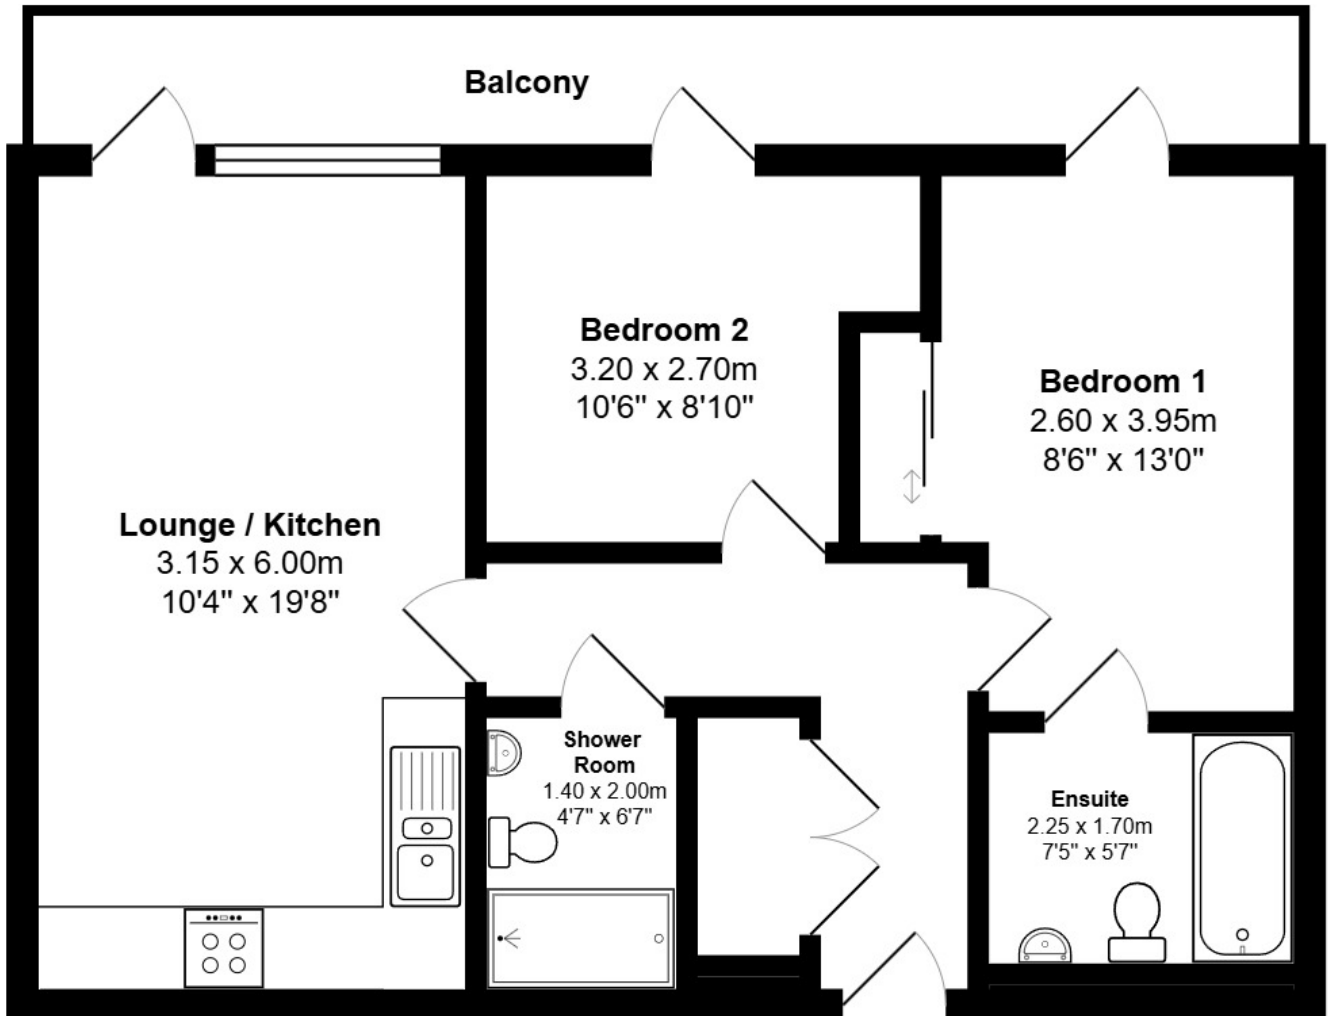 Balcony
Bedroom 2
3.20 x 2.70m
10'6" x 8'10"
Bedroom 1
2.60 x 3.95m
8'6" x 13'0"
Lounge / Kitchen
3.15 x 6.00m
10'4" x 19'8"
Shower
Room
1.40 x 2.00m
4'7" x 6'7"
Ensuite
2.25 x 1.70m
7'5" x 5'7"